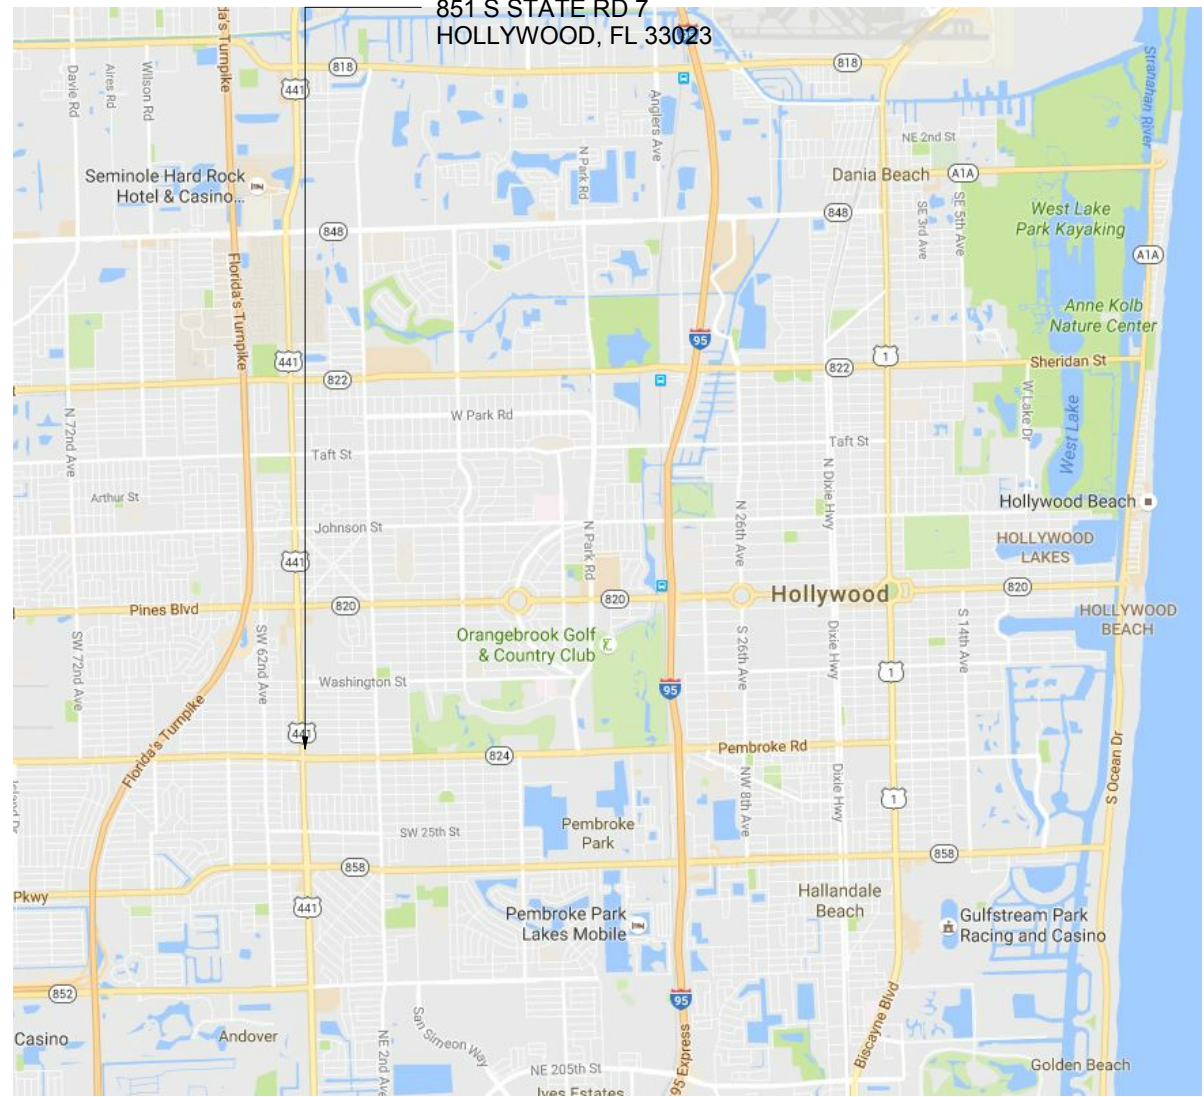 851 S STATE RD 7
HOLLYWOOD, FL 33023
Florida's Turnpike
Davie Rd
Aires Rd
Wilson Rd
441
818
818
Anglers Ave
Stranahan River
NE 2nd St
Seminole Hard Rock
Hotel & Casino...
N Park Rd
Dania Beach
A1A
SE 3rd Ave
SE 5th Ave
West Lake
Park Kayaking
848
848
A1A
Florida's Turnpike
Anne Kolb
Nature Center
95
441
1
Sheridan St
822
822
N 72nd Ave
W Park Rd
W Lake Dr
Taft St
Taft St
West Lake
Arthur St
N Dixie Hwy
Hollywood Beach
Johnson St
N Park Rd
N 26th Ave
HOLLYWOOD
LAKES
441
820
Pines Blvd
820
820
Hollywood
HOLLYWOOD
BEACH
SW 72nd Ave
SW 62nd Ave
Orangebrook Golf
& Country Club
S 26th Ave
Dixie Hwy
S 14th Ave
Washington St
95
1
Florida's Turnpike
441
824
Pembroke Rd
S Ocean Dr
NW 8th Ave
Dixie Hwy
1
SW 25th St
Pembroke
Park
858
858
Pkwy
441
Hallandale
Beach
Pembroke Park
Lakes Mobile
Gulfstream Park
Racing and Casino
852
95
Casino
Andover
San Simeon Way
NE 2nd Ave
95 Express
Biscayne Blvd
NE 205th St
Golden Beach
Ives Estates